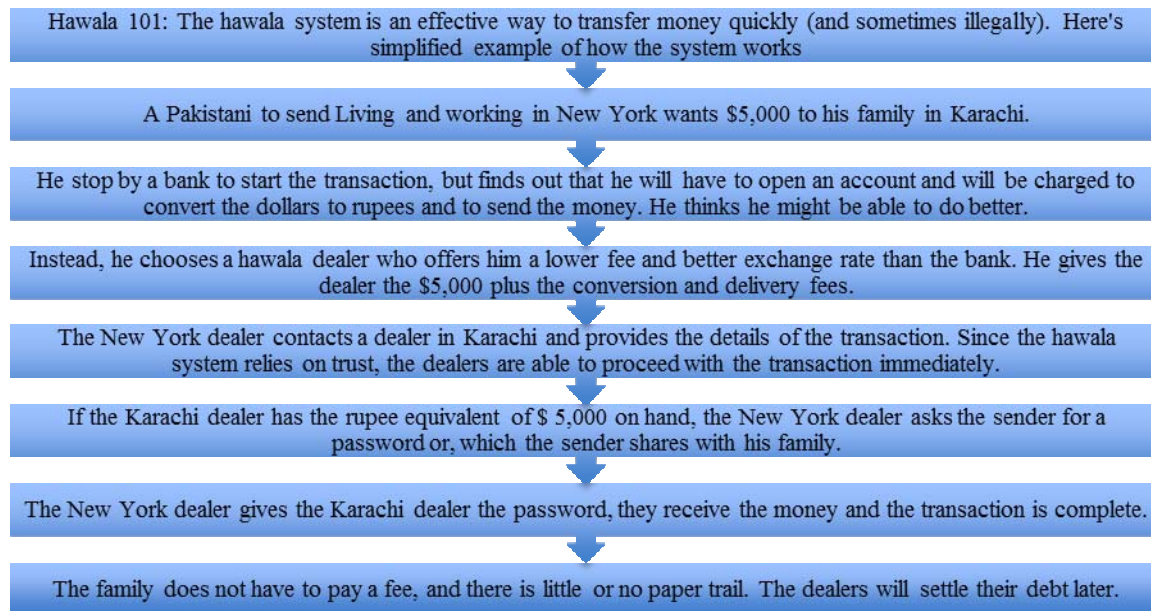 Hawala 101: The hawala system is an effective way to transfer money quickly (and sometimes illegally). Here's
simplified example of how the system works
A Pakistani to send Living and working in New York wants $5,000 to his family in Karachi.
He stop by a bank to start the transaction, but finds out that he will have to open an account and will be charged to
convert the dollars to rupees and to send the money. He thinks he might be able to do better.
Instead, he chooses a hawala dealer who offers him a lower fee and better exchange rate than the bank. He gives the
dealer the $5,000 plus the conversion and delivery fees.
The New York dealer contacts a dealer in Karachi and provides the details of the transaction. Since the hawala
system relies on trust, the dealers are able to proceed with the transaction immediately.
If the Karachi dealer has the rupee equivalent of $ 5,000 on hand, the New York dealer asks the sender for a
password or, which the sender shares with his family.
The New York dealer gives the Karachi dealer the password, they receive the money and the transaction is complete.
The family does not have to pay a fee, and there is little or no paper trail. The dealers will settle their debt later.